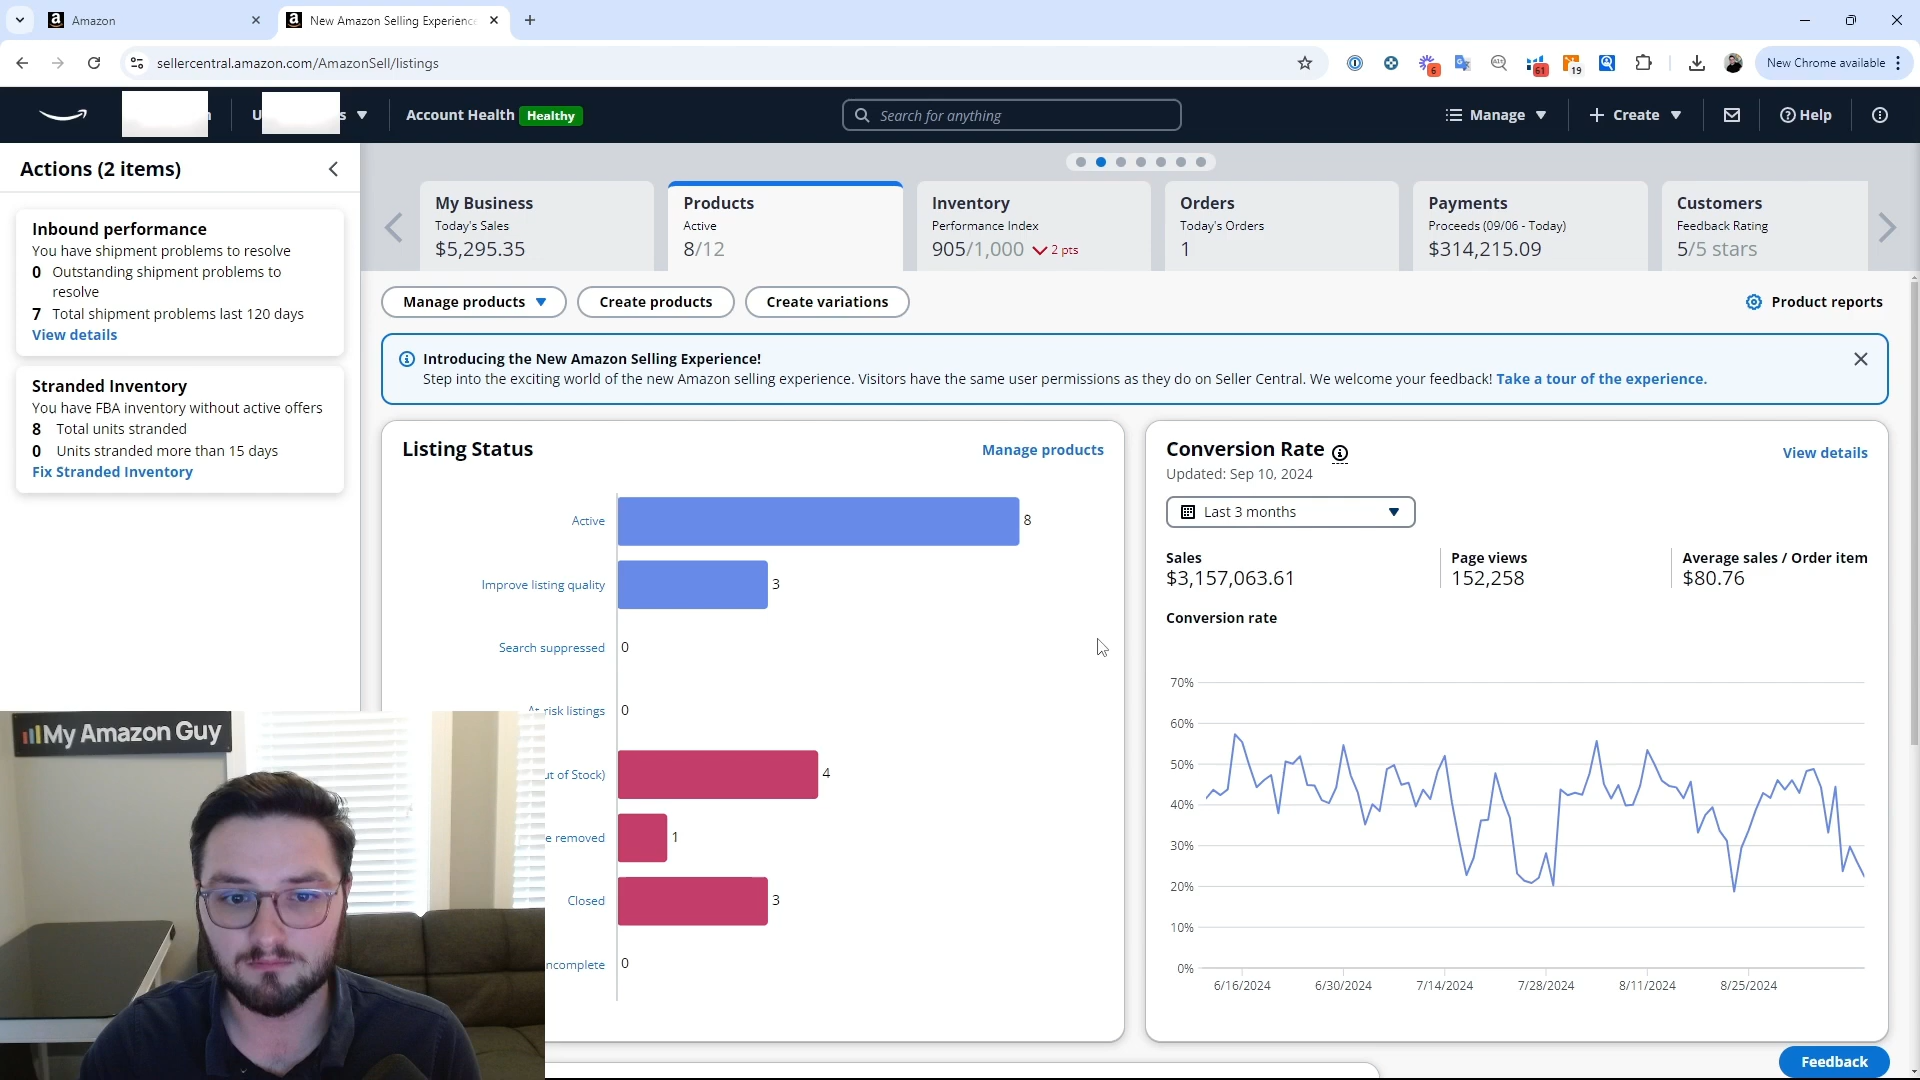 Amazon
New Amazon Selling Experience
sellercentral.amazon.com/AmazonSell/listings
6
61
19
New Chrome available
Account Health Healthy
Search for anything
Manage
Create
Help
Actions (2 items)
Inbound performance
You have shipment problems to resolve
0 Outstanding shipment problems to
resolve
7 Total shipment problems last 120 days
View details
Stranded Inventory
You have FBA inventory without active offers
8 Total units stranded
0 Units stranded more than 15 days
Fix Stranded Inventory
My Business
Today's Sales
$5,295.35
Products
Active
8/12
Inventory
Performance Index
905/1,000 2 pts
Orders
Today's Orders
1
Payments
Proceeds (09/06 - Today)
$314,215.09
Customers
Feedback Rating
5/5 stars
Manage products
Create products
Create variations
Product reports
Introducing the New Amazon Selling Experience!
Step into the exciting world of the new Amazon selling experience. Visitors have the same user permissions as they do on Seller Central. We welcome your feedback! Take a tour of the experience.
Listing Status
Manage products
Active 8
Improve listing quality 3
Search suppressed 0
At risk listings 0
ut of Stock) 4
e removed 1
Closed 3
ncomplete 0
Conversion Rate
View details
Updated: Sep 10, 2024
Last 3 months
Sales
$3,157,063.61
Page views
152,258
Average sales / Order item
$80.76
Conversion rate
70%
60%
50%
40%
30%
20%
10%
0%
6/16/2024 6/30/2024 7/14/2024 7/28/2024 8/11/2024 8/25/2024
Feedback
My Amazon Guy